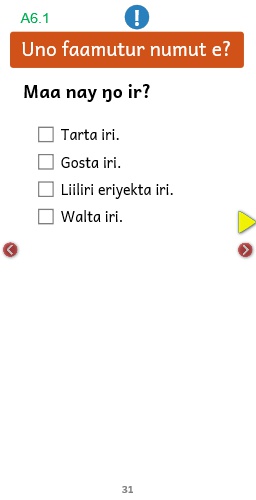 A6.1
Uno faamutur numut e?
Maa nay ŋo ir?
Tarta iri.
Gosta iri.
Liiliri eriyekta iri.
Walta iri.
31